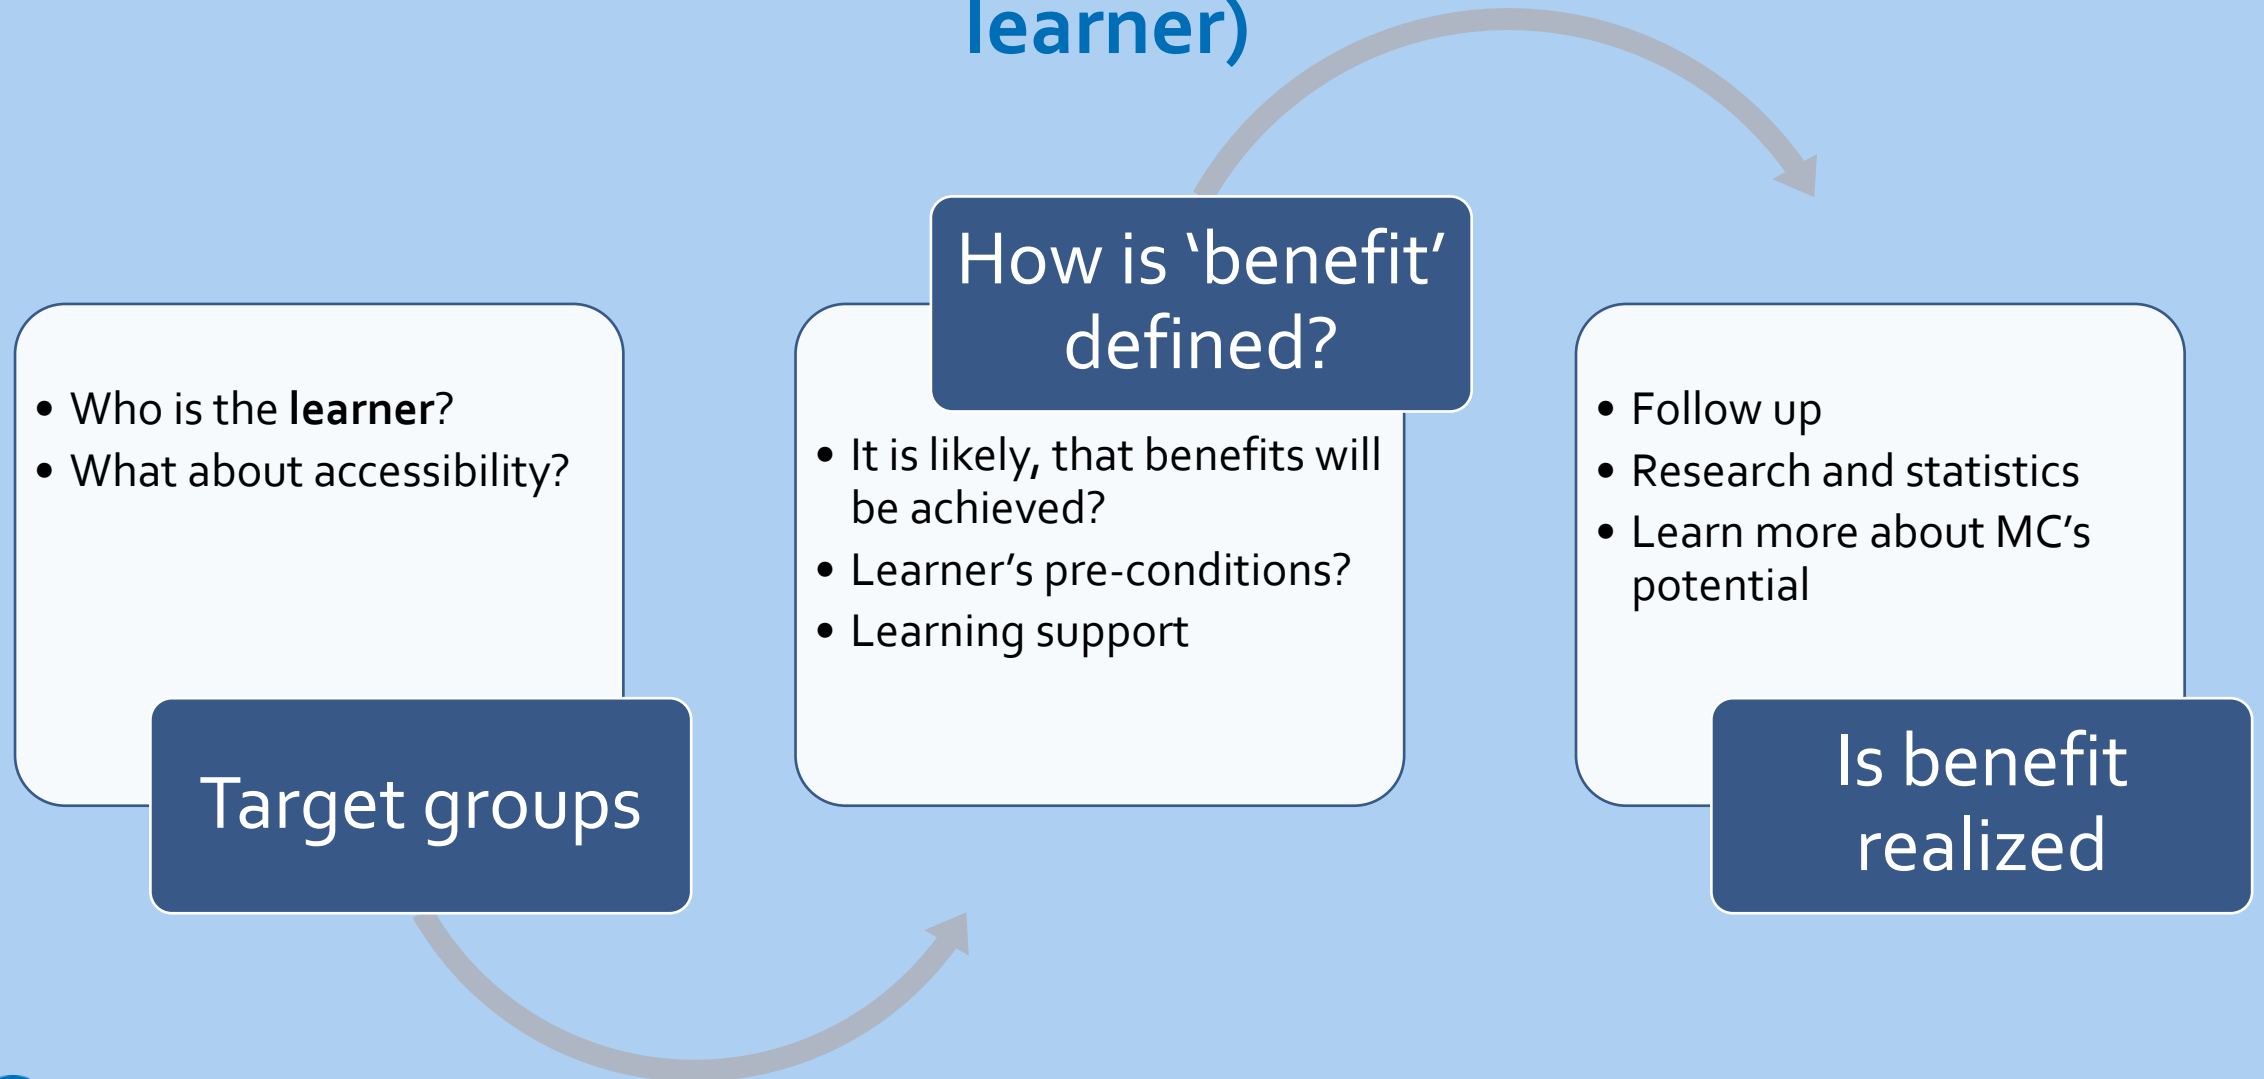 learner)
• Who is the learner?
• What about accessibility?
Target groups
How is ‘benefit’
defined?
• It is likely, that benefits will
be achieved?
• Learner’s pre-conditions?
• Learning support
• Follow up
• Research and statistics
• Learn more about MC’s
potential
Is benefit
realized